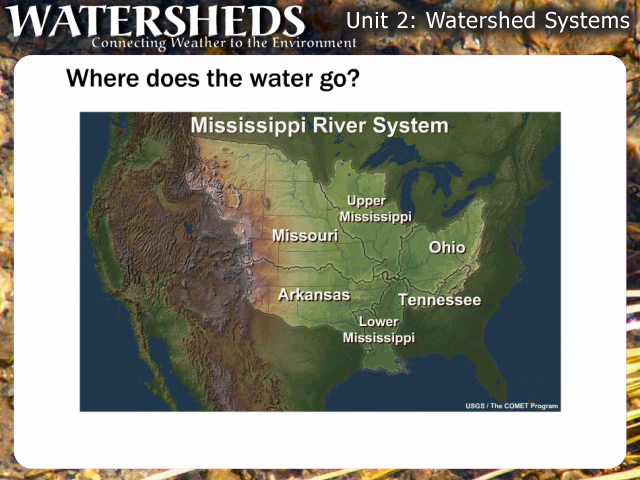 WATERSHEDS
Connecting Weather to the Environment
Unit 2: Watershed Systems
Where does the water go?
Mississippi River System
Upper
Mississippi
Missouri
Ohio
Arkansas
Tennessee
Lower
Mississippi
USGS / The COMET Program